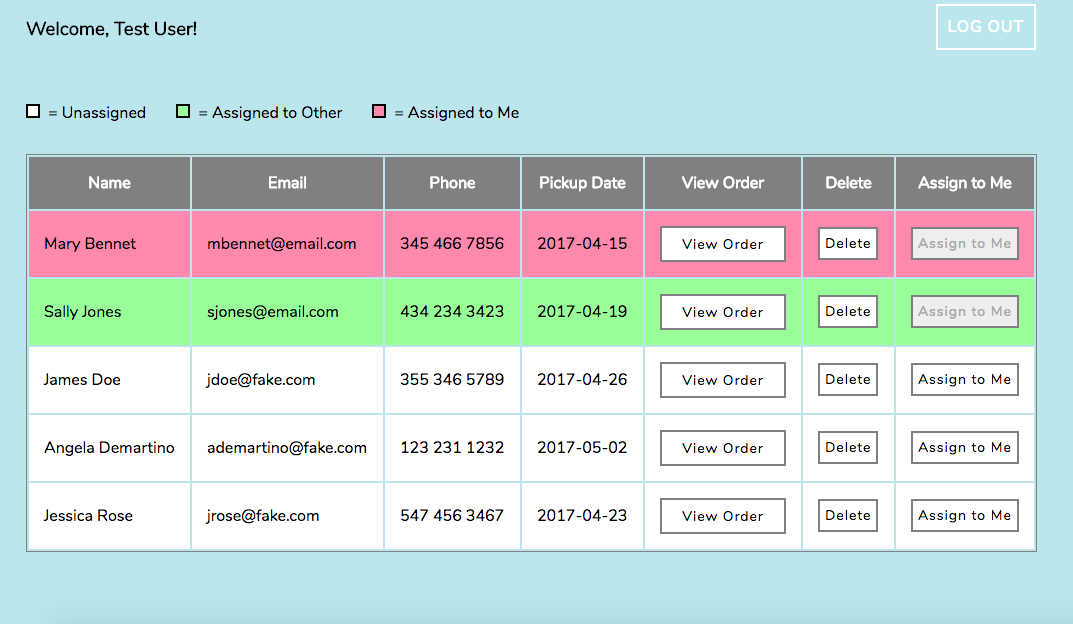 Welcome, Test User!
LOG OUT
= Unassigned = Assigned to Other = Assigned to Me
Name Email Phone Pickup Date View Order Delete Assign to Me
Mary Bennet mbennet@email.com 345 466 7856 2017-04-15 View Order Delete Assign to Me
Sally Jones sjones@email.com 434 234 3423 2017-04-19 View Order Delete Assign to Me
James Doe jdoe@fake.com 355 346 5789 2017-04-26 View Order Delete Assign to Me
Angela Demartino ademartino@fake.com 123 231 1232 2017-05-02 View Order Delete Assign to Me
Jessica Rose jrose@fake.com 547 456 3467 2017-04-23 View Order Delete Assign to Me